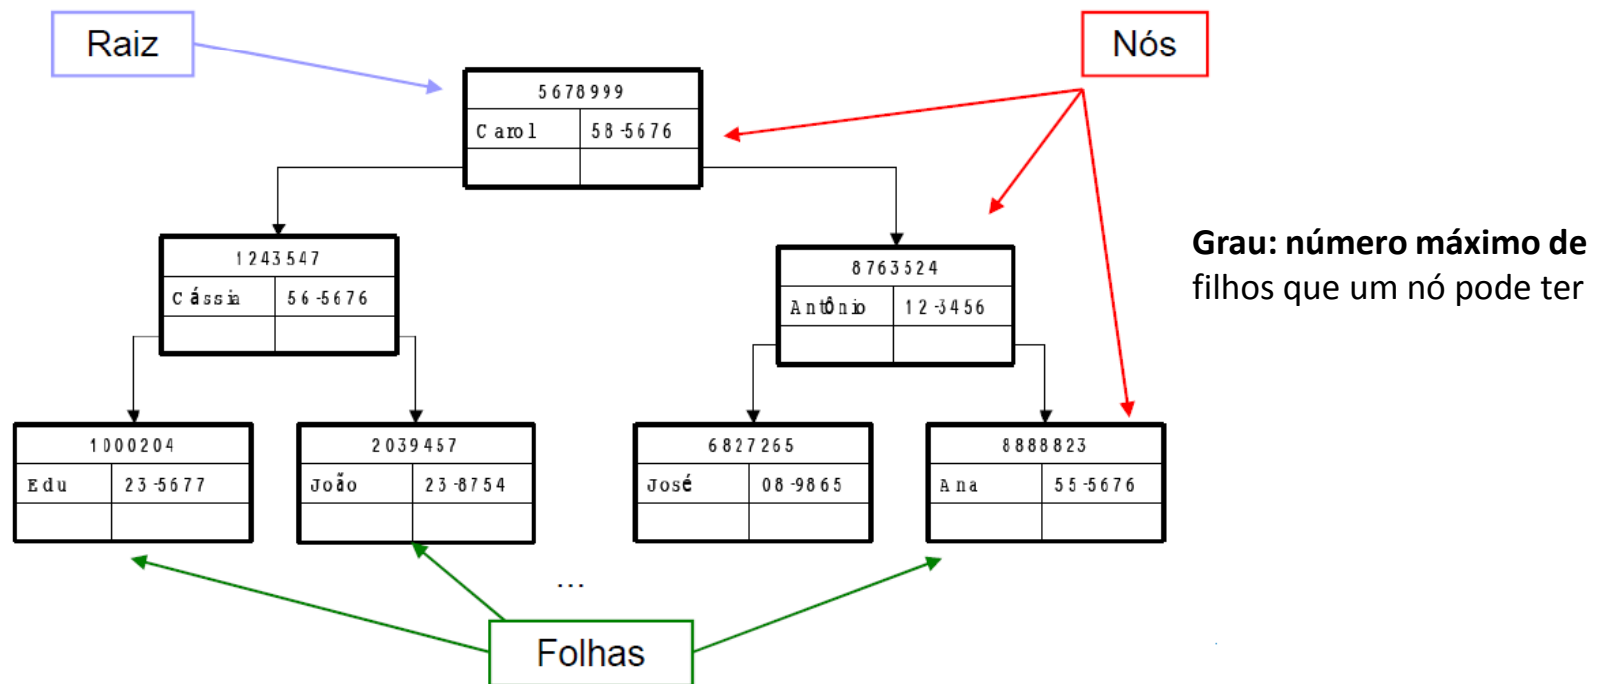 Raiz
Nós
5678999
Carol 58-5676
Grau: número máximo de
filhos que um nó pode ter
1243547
Cássia 56-5676
8763524
Antônio 12-3456
1000204
Edu 23-5677
2039457
João 23-8754
6827265
José 08-9865
8888823
Ana 55-5676
...
Folhas